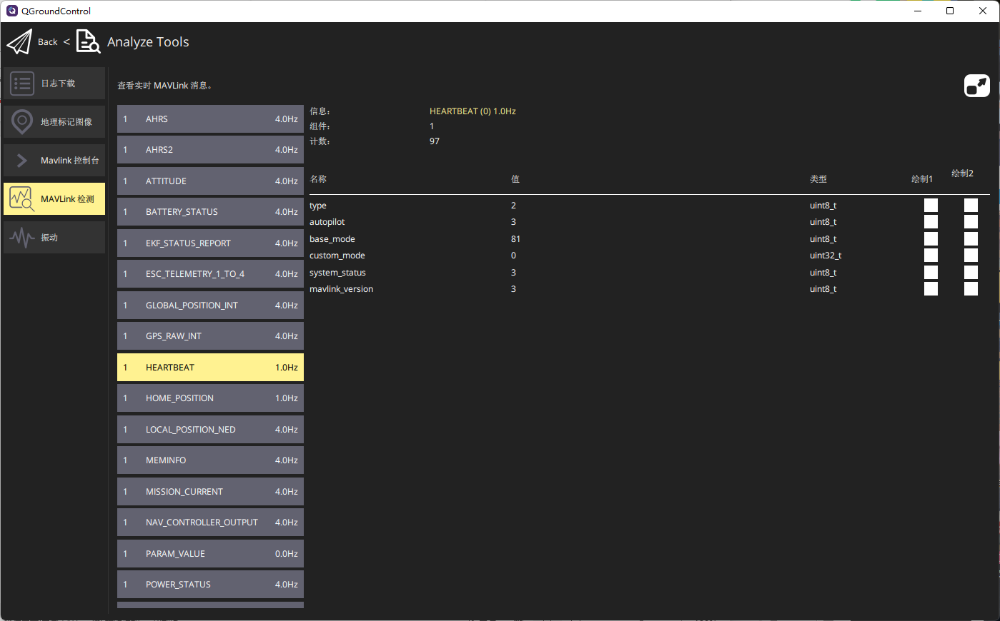 QGroundControl
Back < Analyze Tools
日志下载
地理标记图像
Mavlink 控制台
MAVLink 检测
振动
查看实时 MAVLink 消息。
1 AHRS 4.0Hz
1 AHRS2 4.0Hz
1 ATTITUDE 4.0Hz
1 BATTERY_STATUS 4.0Hz
1 EKF_STATUS_REPORT 4.0Hz
1 ESC_TELEMETRY_1_TO_4 4.0Hz
1 GLOBAL_POSITION_INT 4.0Hz
1 GPS_RAW_INT 4.0Hz
1 HEARTBEAT 1.0Hz
1 HOME_POSITION 1.0Hz
1 LOCAL_POSITION_NED 4.0Hz
1 MEMINFO 4.0Hz
1 MISSION_CURRENT 4.0Hz
1 NAV_CONTROLLER_OUTPUT 4.0Hz
1 PARAM_VALUE 0.0Hz
1 POWER_STATUS 4.0Hz
信息: HEARTBEAT (0) 1.0Hz
组件: 1
计数: 97
名称 值 类型 绘制1 绘制2
type 2 uint8_t
autopilot 3 uint8_t
base_mode 81 uint8_t
custom_mode 0 uint32_t
system_status 3 uint8_t
mavlink_version 3 uint8_t